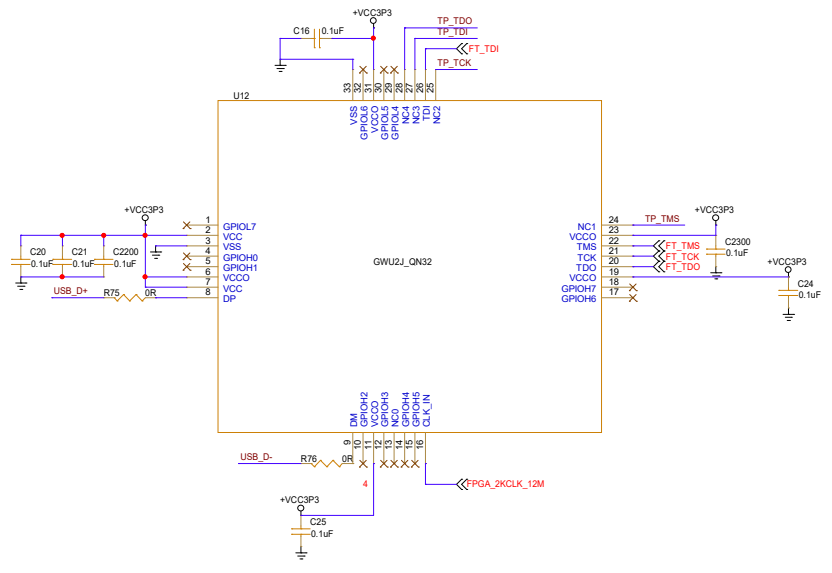 +VCC3P3
C16
0.1uF
TP_TDO
TP_TDI
FT_TDI
TP_TCK
33
32
31
30
29
28
27
26
25
U12
VSS
GPIOL6
VCCO
GPIOL5
GPIOL4
NC4
NC3
TDI
NC2
+VCC3P3
C20
0.1uF
C21
0.1uF
C2200
0.1uF
USB_D+
R75
0R
1 GPIOL7
2 VCC
3 VSS
4 GPIOH0
5 GPIOH1
6 VCCO
7 VCC
8 DP
GWU2J_QN32
NC1 24
VCCO 23
TMS 22
TCK 21
TDO 20
VCCO 19
GPIOH7 18
GPIOH6 17
TP_TMS
+VCC3P3
FT_TMS
FT_TCK
FT_TDO
C2300
0.1uF
+VCC3P3
C24
0.1uF
DM
GPIOH2
VCCO
GPIOH3
NC0
GPIOH4
GPIOH5
CLK_IN
9
10
11
12
13
14
15
16
USB_D-
R76
0R
4
FPGA_2KCLK_12M
+VCC3P3
C25
0.1uF